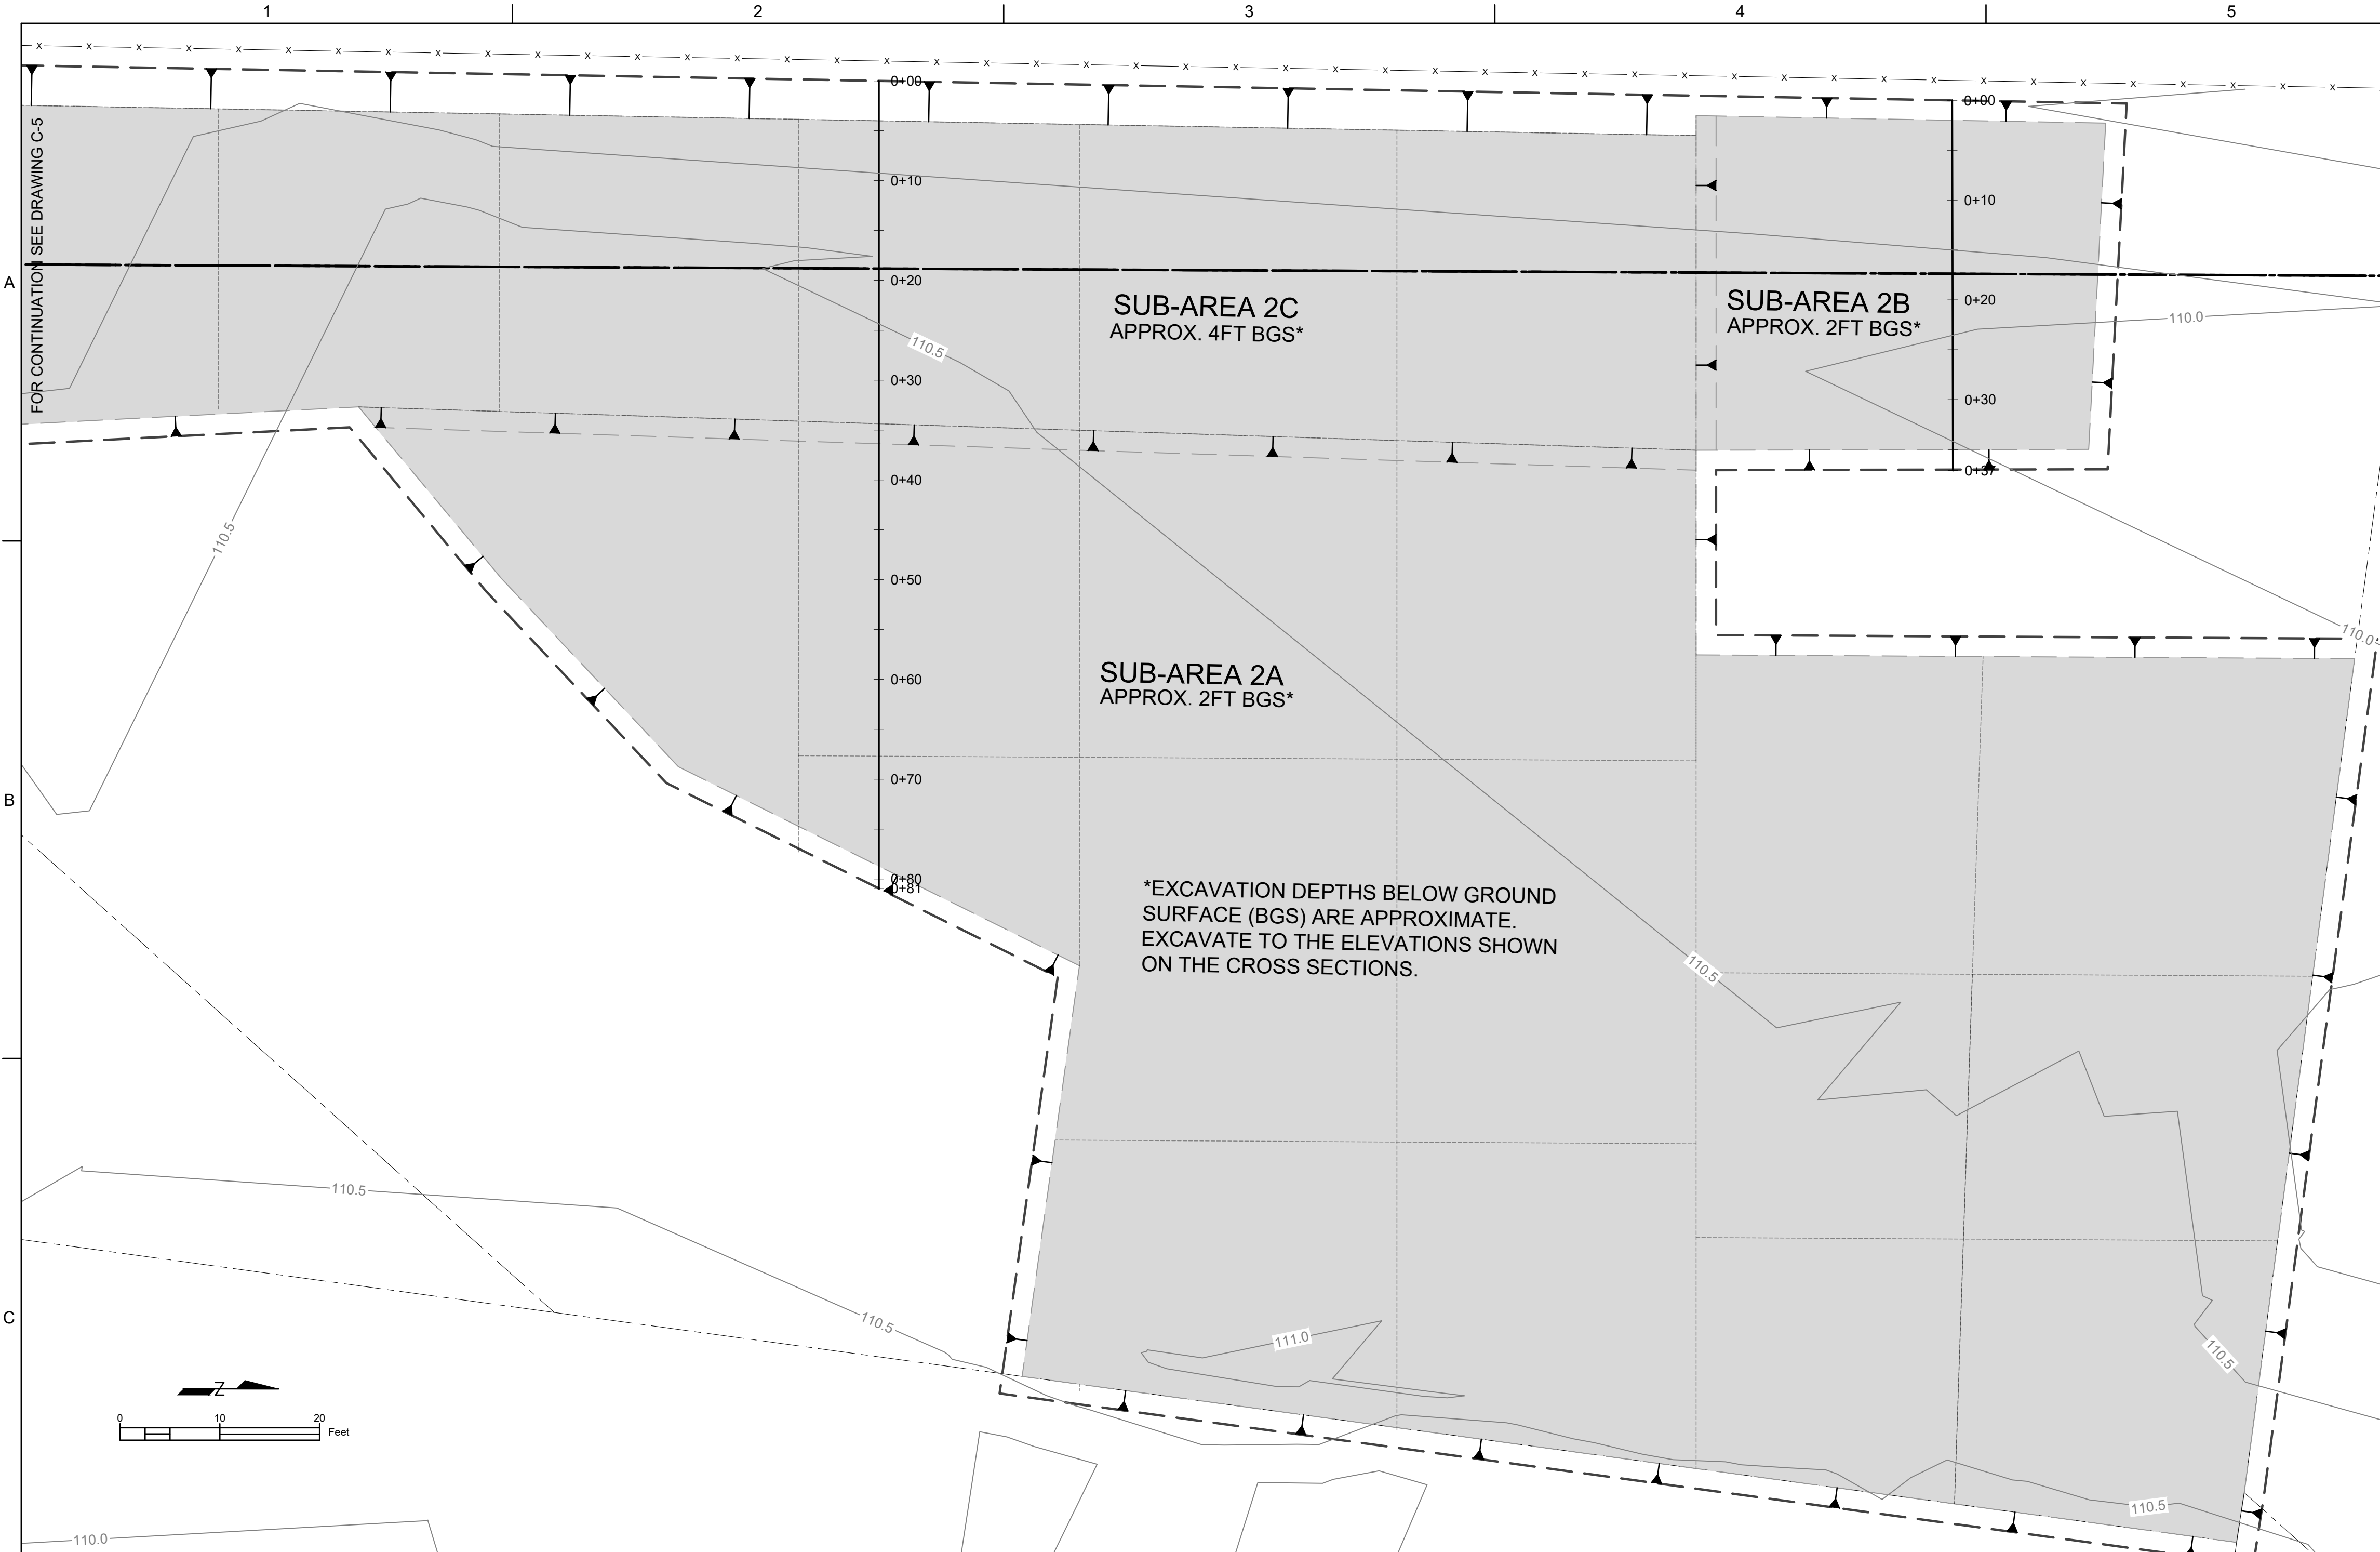 1 2 3 4 5
x x x x x x x x x x x x x x x x x x x x x x x x x x x x x x x x x x x x x x x x x x x x x x x
0+00
0+00
FOR CONTINUATION SEE DRAWING C-5
0+10
0+10
A
0+20
0+20
SUB-AREA 2C
APPROX. 4FT BGS*
SUB-AREA 2B
APPROX. 2FT BGS*
110.0
110.5
0+30
0+30
0+37
0+40
110.5
0+50
110.0
0+60
SUB-AREA 2A
APPROX. 2FT BGS*
0+70
B
0+80
0+81
*EXCAVATION DEPTHS BELOW GROUND
SURFACE (BGS) ARE APPROXIMATE.
EXCAVATE TO THE ELEVATIONS SHOWN
ON THE CROSS SECTIONS.
110.5
110.5
C
110.5
111.0
110.5
Z
0 10 20
Feet
110.5
110.0